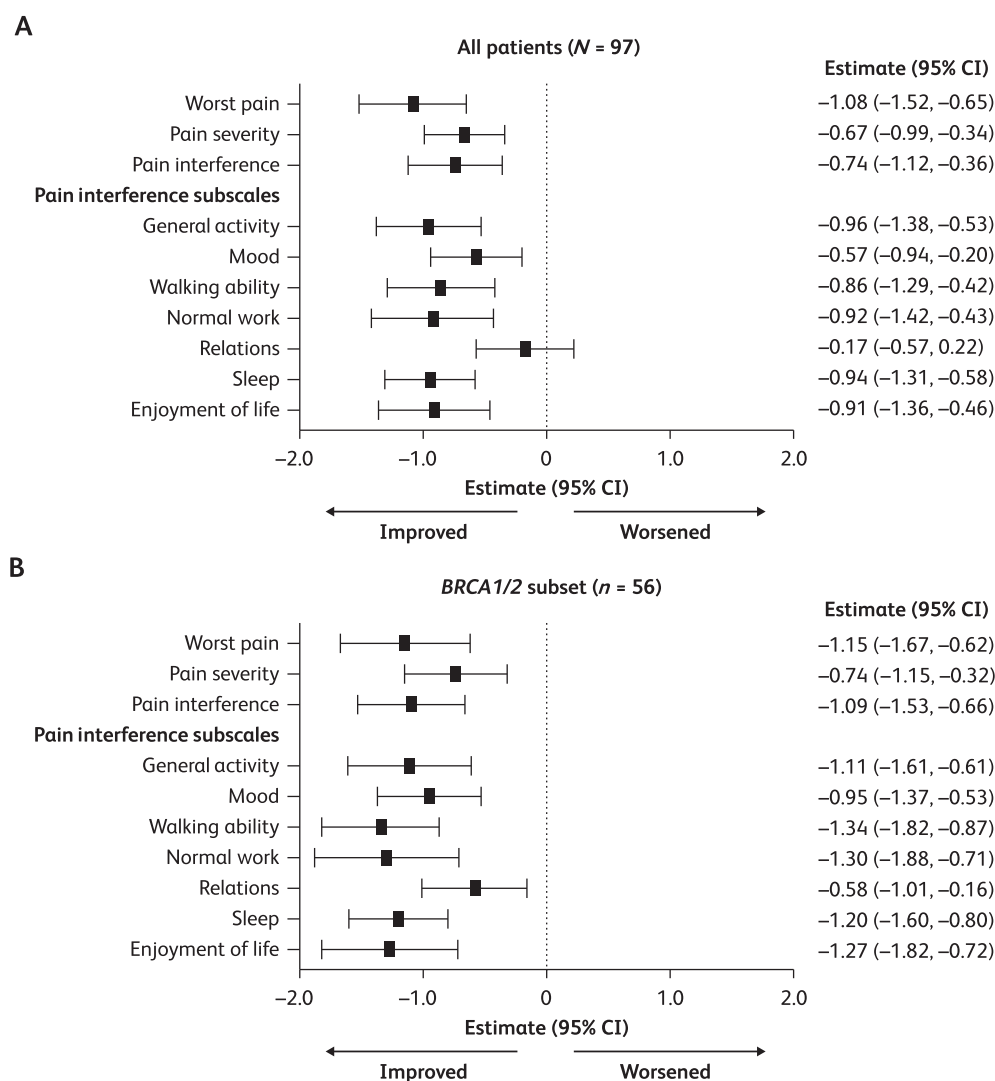 A
All patients (N = 97)
Estimate (95% CI)
Worst pain –1.08 (–1.52, –0.65)
Pain severity –0.67 (–0.99, –0.34)
Pain interference –0.74 (–1.12, –0.36)
Pain interference subscales
General activity –0.96 (–1.38, –0.53)
Mood –0.57 (–0.94, –0.20)
Walking ability –0.86 (–1.29, –0.42)
Normal work –0.92 (–1.42, –0.43)
Relations –0.17 (–0.57, 0.22)
Sleep –0.94 (–1.31, –0.58)
Enjoyment of life –0.91 (–1.36, –0.46)
–2.0 –1.0 0 1.0 2.0
Estimate (95% CI)
Improved Worsened
B
BRCA1/2 subset (n = 56)
Estimate (95% CI)
Worst pain –1.15 (–1.67, –0.62)
Pain severity –0.74 (–1.15, –0.32)
Pain interference –1.09 (–1.53, –0.66)
Pain interference subscales
General activity –1.11 (–1.61, –0.61)
Mood –0.95 (–1.37, –0.53)
Walking ability –1.34 (–1.82, –0.87)
Normal work –1.30 (–1.88, –0.71)
Relations –0.58 (–1.01, –0.16)
Sleep –1.20 (–1.60, –0.80)
Enjoyment of life –1.27 (–1.82, –0.72)
–2.0 –1.0 0 1.0 2.0
Estimate (95% CI)
Improved Worsened